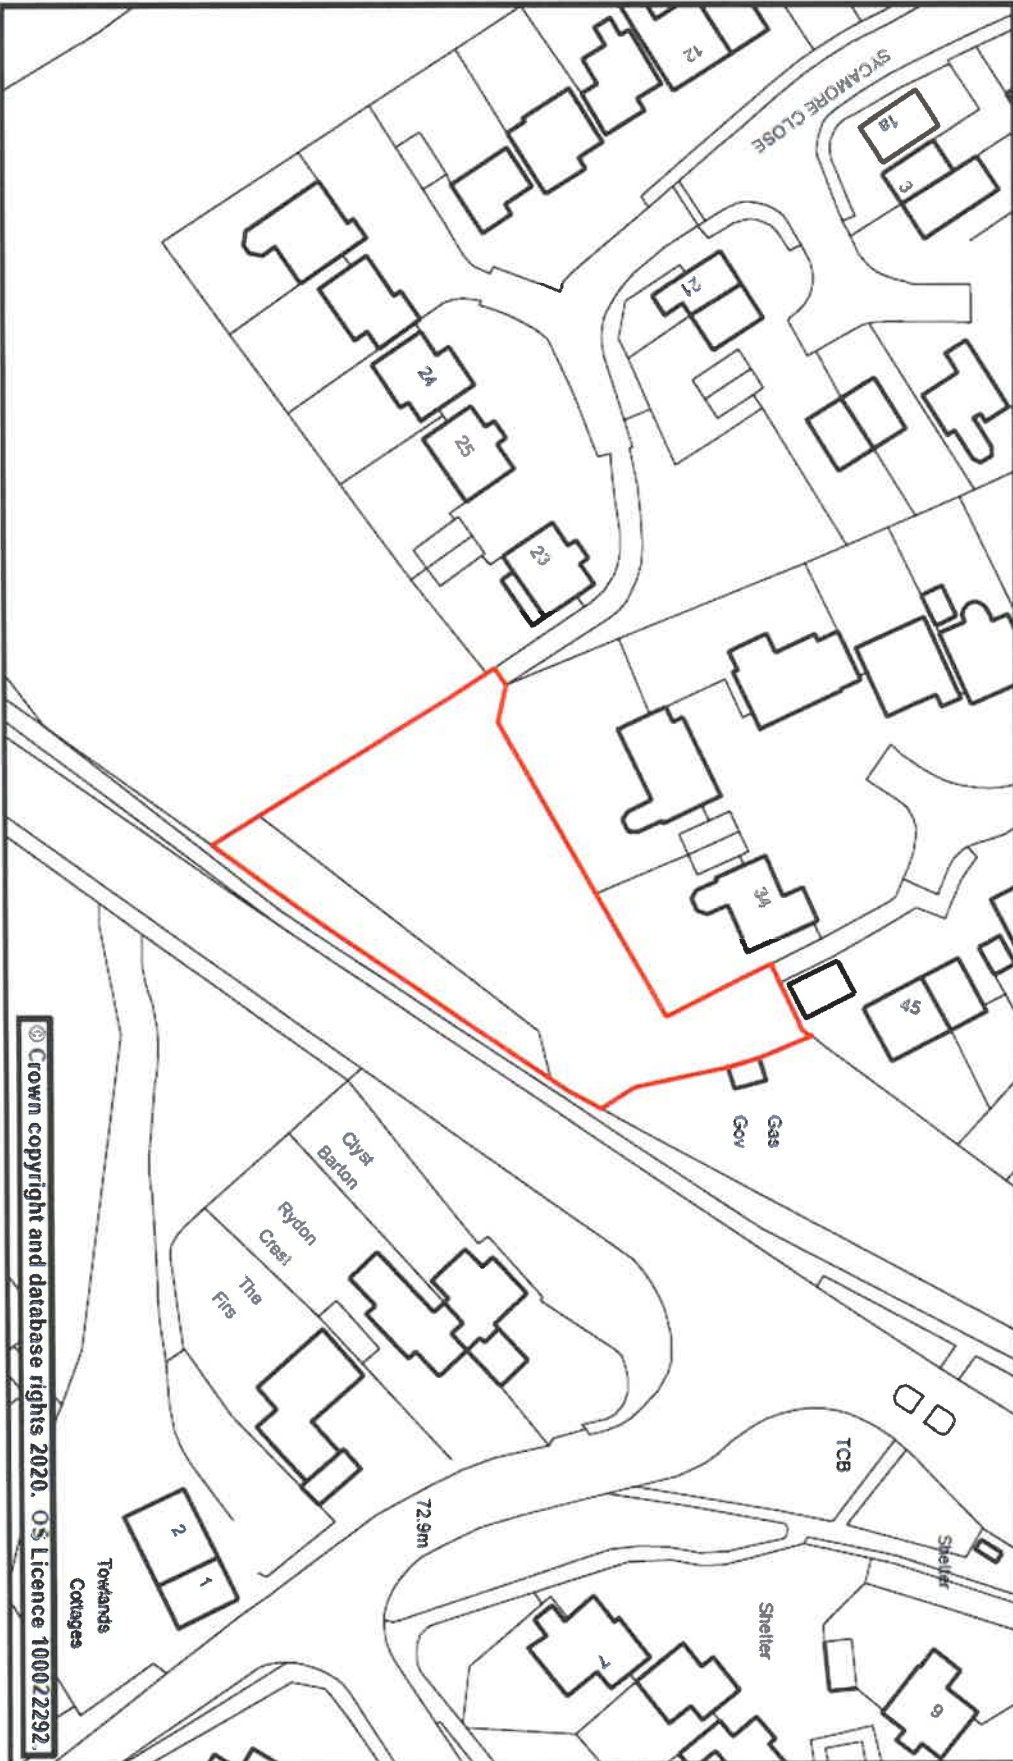 12
SYCAMORE CLOSE
1a
3
21
24
25
23
34
45
Gas
Gov
Clyst
Barton
Rydon
Crest
The
Firs
TCB
72.9m
Shelter
Shelter
2
1
Towlands
Cottages
7
9
© Crown copyright and database rights 2020. OS Licence 100022292.